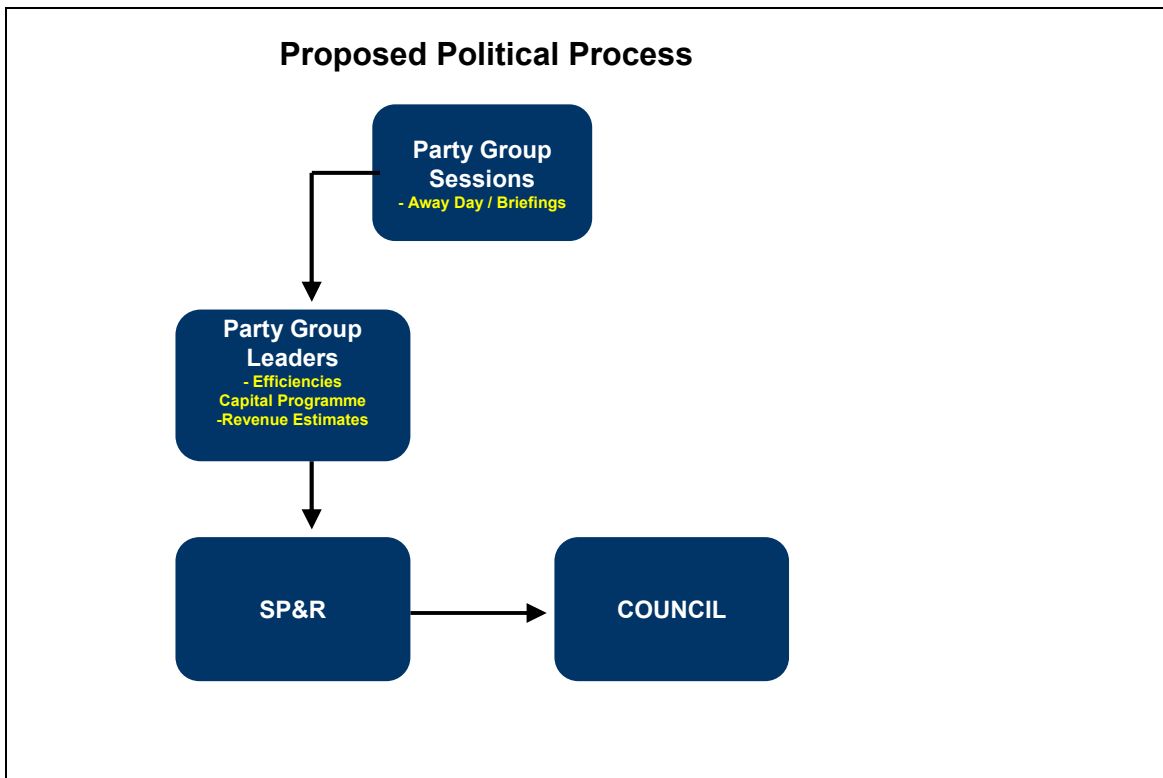 Proposed Political Process
Party Group
Sessions
- Away Day / Briefings
Party Group
Leaders
- Efficiencies
Capital Programme
-Revenue Estimates
SP&R
COUNCIL